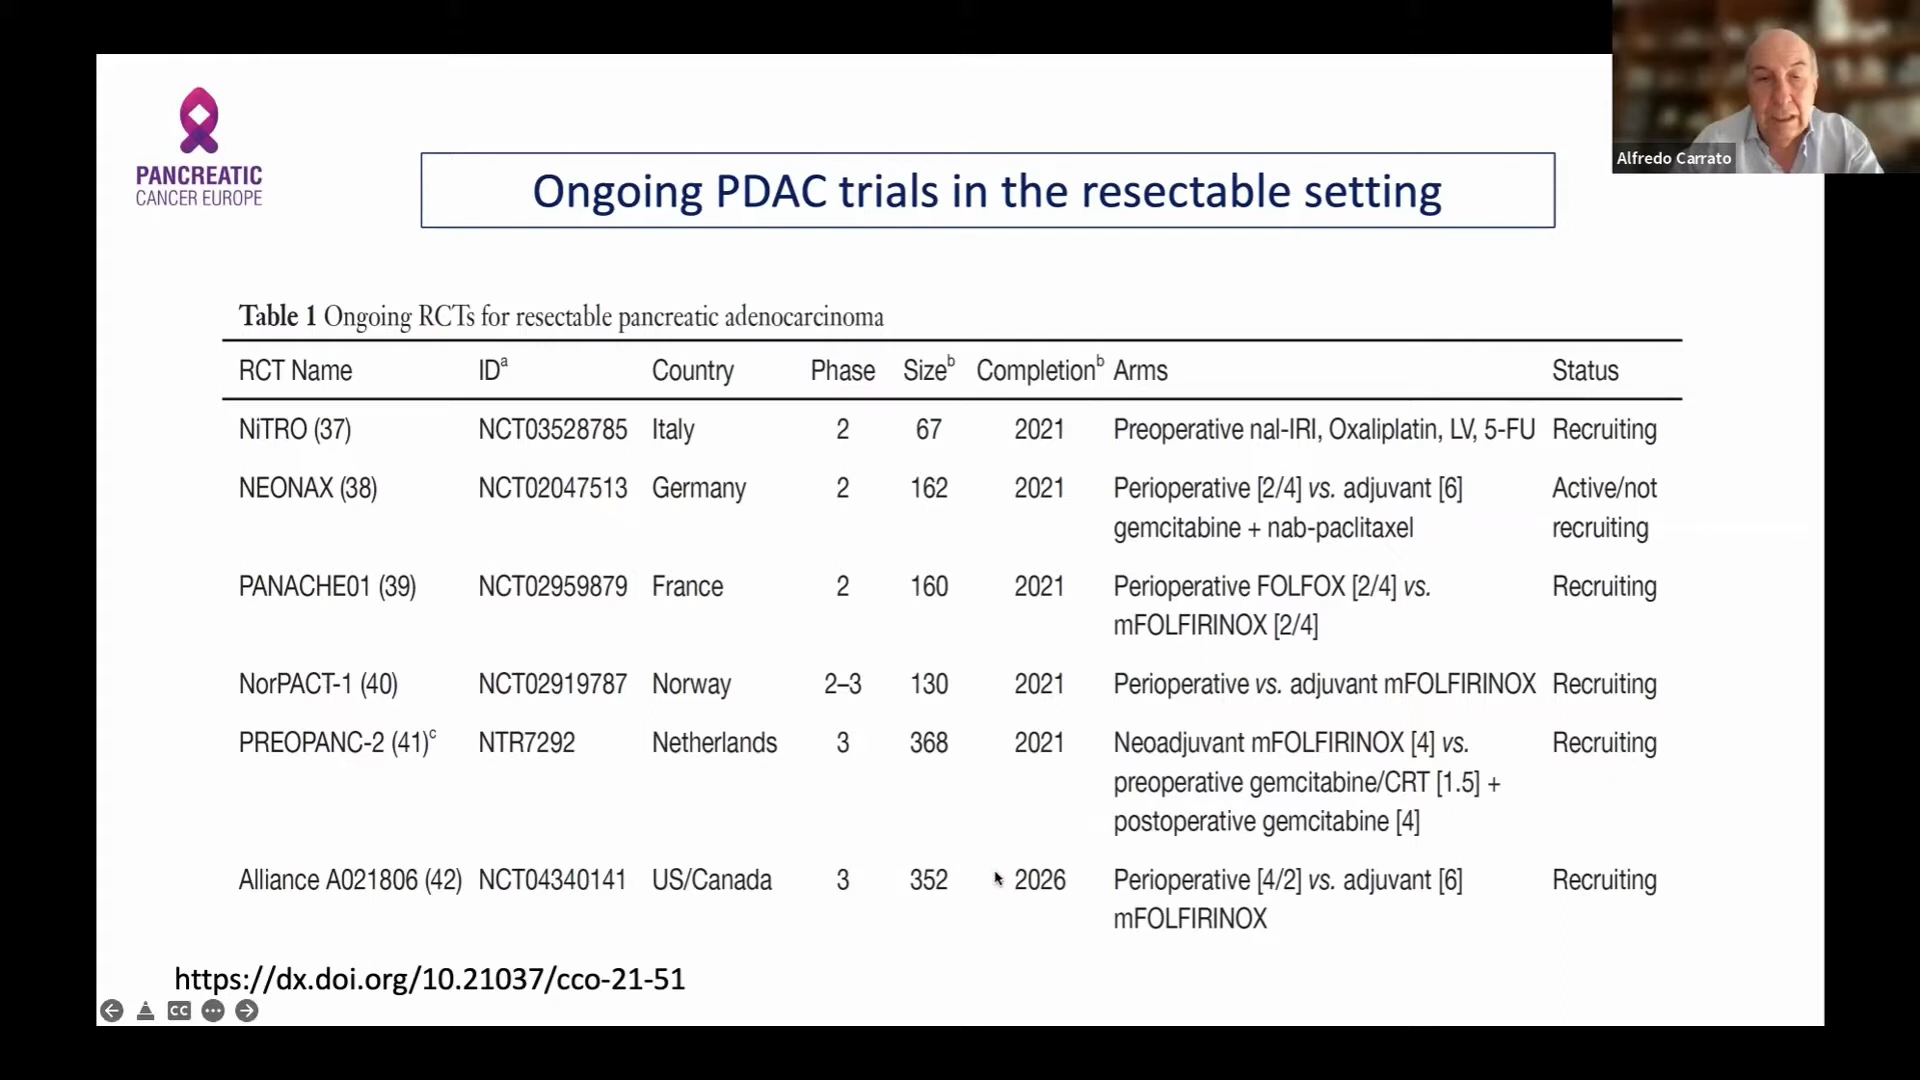 Alfredo Carrato
PANCREATIC
CANCER EUROPE
Ongoing PDAC trials in the resectable setting
Table 1 Ongoing RCTs for resectable pancreatic adenocarcinoma
RCT Name IDa Country Phase Sizeb Completionb Arms Status
NiTRO (37) NCT03528785 Italy 2 67 2021 Preoperative nal-IRI, Oxaliplatin, LV, 5-FU Recruiting
NEONAX (38) NCT02047513 Germany 2 162 2021 Perioperative [2/4] vs. adjuvant [6] Active/not
gemcitabine + nab-paclitaxel recruiting
PANACHE01 (39) NCT02959879 France 2 160 2021 Perioperative FOLFOX [2/4] vs. Recruiting
mFOLFIRINOX [2/4]
NorPACT-1 (40) NCT02919787 Norway 2–3 130 2021 Perioperative vs. adjuvant mFOLFIRINOX Recruiting
PREOPANC-2 (41)c NTR7292 Netherlands 3 368 2021 Neoadjuvant mFOLFIRINOX [4] vs. Recruiting
preoperative gemcitabine/CRT [1.5] +
postoperative gemcitabine [4]
Alliance A021806 (42) NCT04340141 US/Canada 3 352 2026 Perioperative [4/2] vs. adjuvant [6] Recruiting
mFOLFIRINOX
https://dx.doi.org/10.21037/cco-21-51
CC